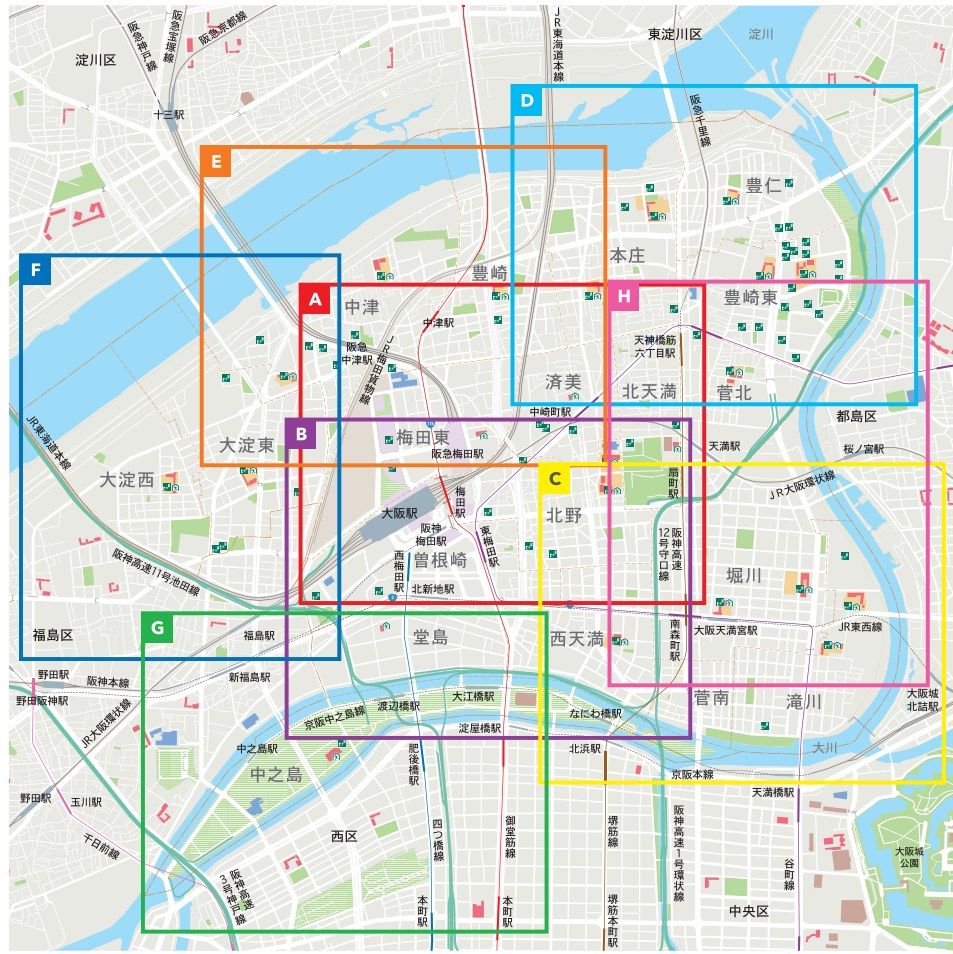 淀川区
阪急神戸線
阪急宝塚線
阪急京都線
JR東海道本線
東淀川区
淀川
十三駅
阪急千里線
D
E
豊仁
本庄
F
豊崎
A
中津
中津駅
H
豊崎東
阪急
中津駅
JR梅田貨物線
天神橋筋
六丁目駅
済美
北天満
菅北
中崎町駅
都島区
JR東海道本線
大淀東
B
梅田東
阪急梅田駅
天満駅
桜ノ宮駅
大淀西
C
扇町駅
JR大阪環状線
梅田駅
大阪駅
北野
阪神
梅田駅
東梅田駅
阪神高速
12号守口線
阪神高速11号池田線
西梅田駅
曽根崎
堀川
北新地駅
G
福島区
福島駅
堂島
西天満
南森町駅
大阪天満宮駅
JR東西線
野田駅
阪神本線
新福島駅
野田阪神駅
JR大阪環状線
京阪中之島線
渡辺橋駅
大江橋駅
なにわ橋駅
菅南
滝川
大阪城
北詰駅
淀屋橋駅
中之島駅
肥後橋駅
北浜駅
大川
中之島
京阪本線
野田駅
玉川駅
天満橋駅
千日前線
西区
四つ橋線
御堂筋線
堺筋線
阪神高速1号環状線
谷町線
大阪城
公園
阪神高速
3号神戸線
本町駅
本町駅
堺筋本町駅
中央区